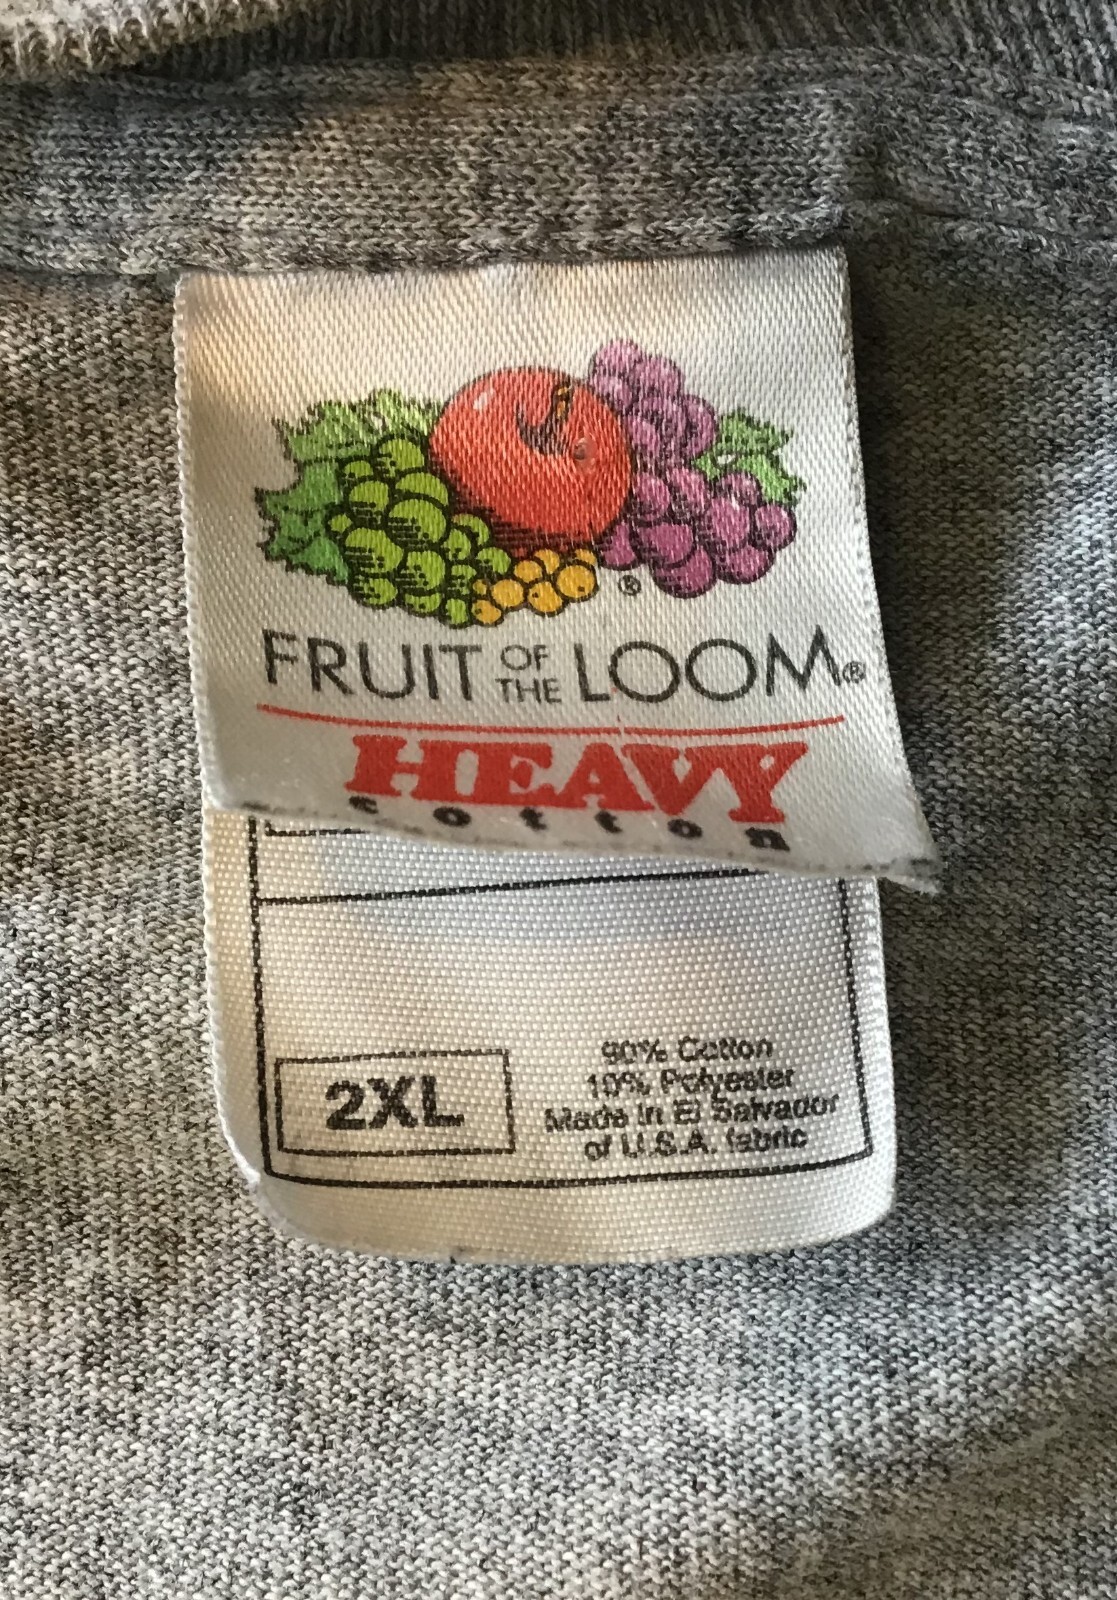 ®
FRUIT OF THE LOOM®
HEAVY
cotton
2XL
90% Cotton
10% Polyester
Made in El Salvador
of U.S.A. fabric